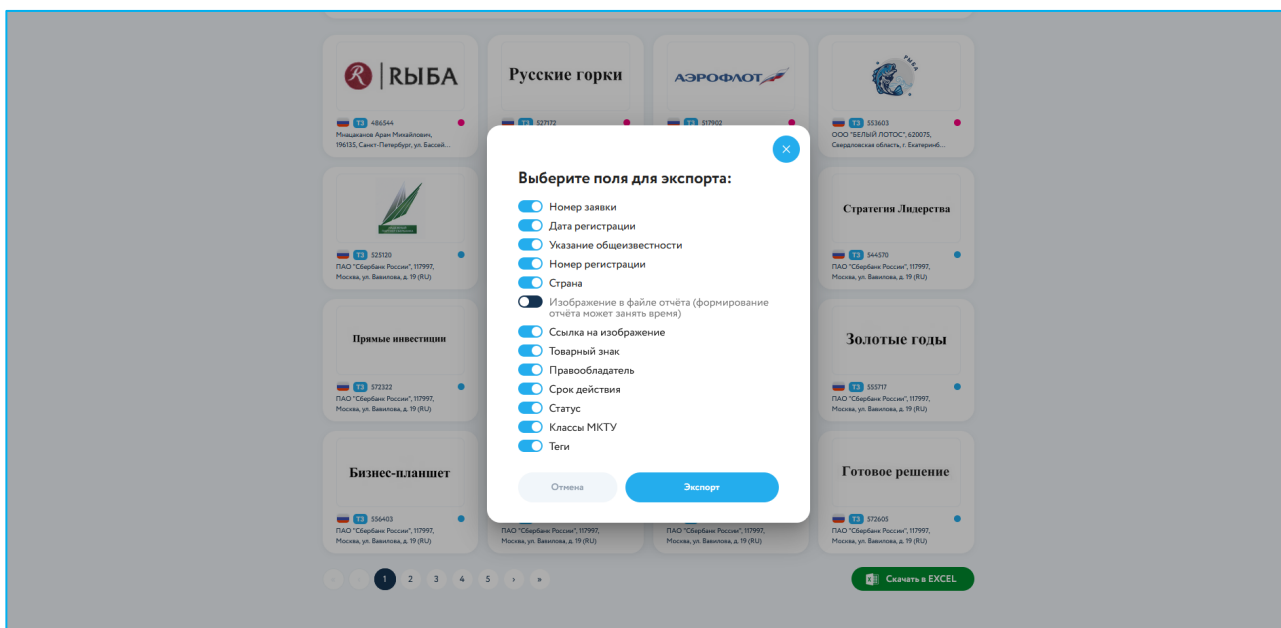 R | RЫБА
Русские горки
АЭРОФЛОТ
РЫБА
ТЗ 486544
Мнацаканов Арам Михайлович,
196135, Санкт-Петербург, ул. Бассей...
ТЗ 527172
ТЗ 517902
ТЗ 553603
ООО "БЕЛЫЙ ЛОТОС", 620075,
Свердловская область, г. Екатеринб...
Выберите поля для экспорта:
Номер заявки
Дата регистрации
Указание общеизвестности
Номер регистрации
Страна
Изображение в файле отчёта (формирование
отчёта может занять время)
Ссылка на изображение
Товарный знак
Правообладатель
Срок действия
Статус
Классы МКТУ
Теги
Отмена
Экспорт
ТЗ 525120
ПАО "Сбербанк России", 117997,
Москва, ул. Вавилова, д. 19 (RU)
Стратегия Лидерства
ТЗ 544570
ПАО "Сбербанк России", 117997,
Москва, ул. Вавилова, д. 19 (RU)
Прямые инвестиции
ТЗ 572322
ПАО "Сбербанк России", 117997,
Москва, ул. Вавилова, д. 19 (RU)
Золотые годы
ТЗ 555717
ПАО "Сбербанк России", 117997,
Москва, ул. Вавилова, д. 19 (RU)
Бизнес-планшет
ТЗ 556403
ПАО "Сбербанк России", 117997,
Москва, ул. Вавилова, д. 19 (RU)
ПАО "Сбербанк России", 117997,
Москва, ул. Вавилова, д. 19 (RU)
ПАО "Сбербанк России", 117997,
Москва, ул. Вавилова, д. 19 (RU)
Готовое решение
ТЗ 572605
ПАО "Сбербанк России", 117997,
Москва, ул. Вавилова, д. 19 (RU)
1 2 3 4 5 › »
Скачать в EXCEL